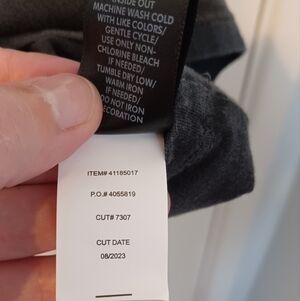 INSIDE OUT
MACHINE WASH COLD
WITH LIKE COLORS/
GENTLE CYCLE-
USE ONLY NON-
CHLORINE BLEACH
IF NEEDED/
TUMBLE DRY LOW/
WARM IRON
IF NEEDED/
DO NOT IRON
DECORATION
ITEM# 41185017
P.O.# 4055819
CUT# 7307
CUT DATE
08/2023